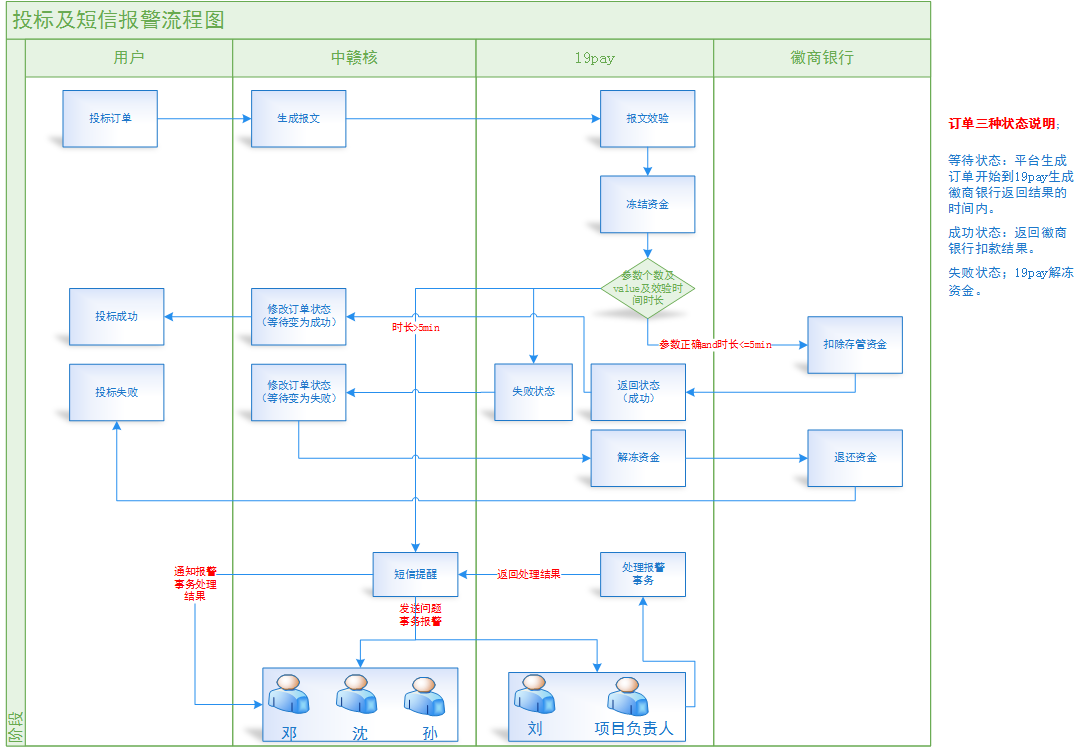 投标及短信报警流程图
用户
中赣核
19pay
徽商银行
投标订单
生成报文
报文效验
冻结资金
参数个数及
value及效验时
间时长
投标成功
修改订单状态
（等待变为成功）
时长>5min
参数正确and时长<=5min
扣除存管资金
投标失败
修改订单状态
（等待变为失败）
失败状态
返回状态
（成功）
解冻资金
退还资金
通知报警
事务处理
结果
短信提醒
返回处理结果
处理报警
事务
发送问题
事务报警
邓
沈
孙
刘
项目负责人
阶段
订单三种状态说明；
等待状态：平台生成
订单开始到19pay生成
徽商银行返回结果的
时间内。
成功状态：返回徽商
银行扣款结果。
失败状态；19pay解冻
资金。